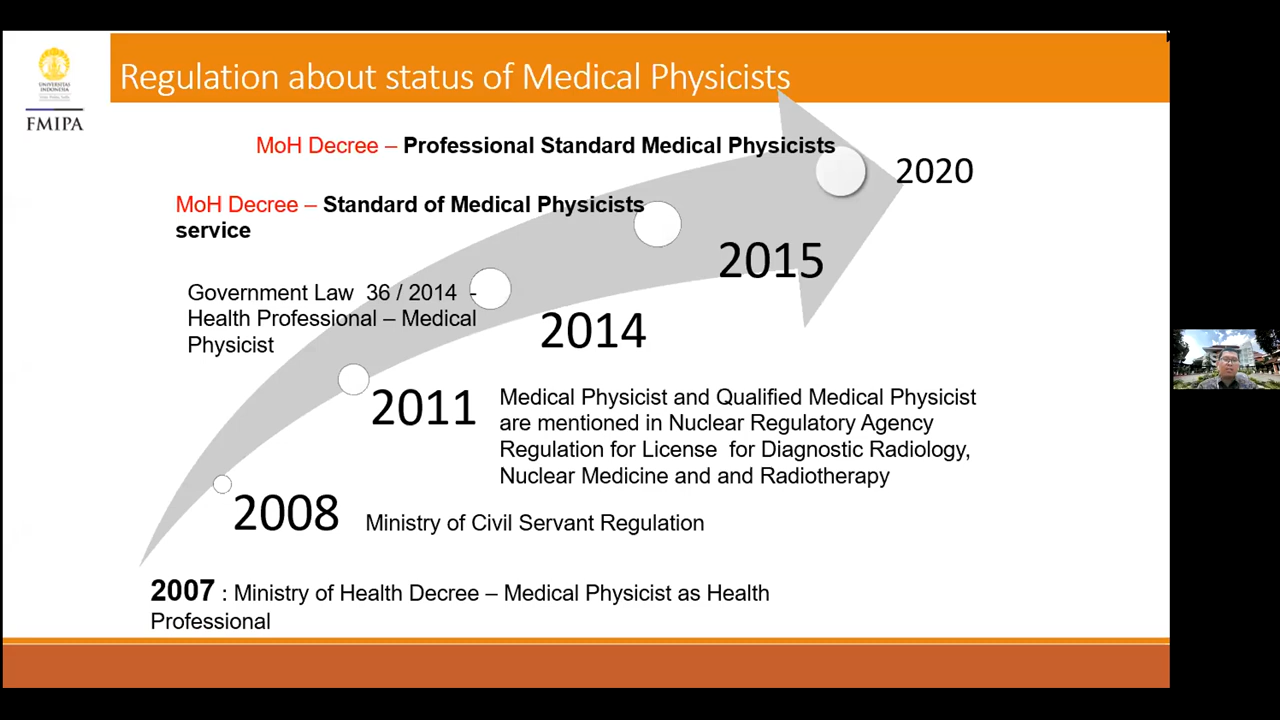 UNIVERSITAS
INDONESIA
FMIPA
Regulation about status of Medical Physicists
MoH Decree – Professional Standard Medical Physicists
2020
MoH Decree – Standard of Medical Physicists
service
2015
Government Law 36 / 2014 -
Health Professional – Medical
Physicist
2014
2011
Medical Physicist and Qualified Medical Physicist
are mentioned in Nuclear Regulatory Agency
Regulation for License for Diagnostic Radiology,
Nuclear Medicine and and Radiotherapy
2008
Ministry of Civil Servant Regulation
2007 : Ministry of Health Decree – Medical Physicist as Health
Professional